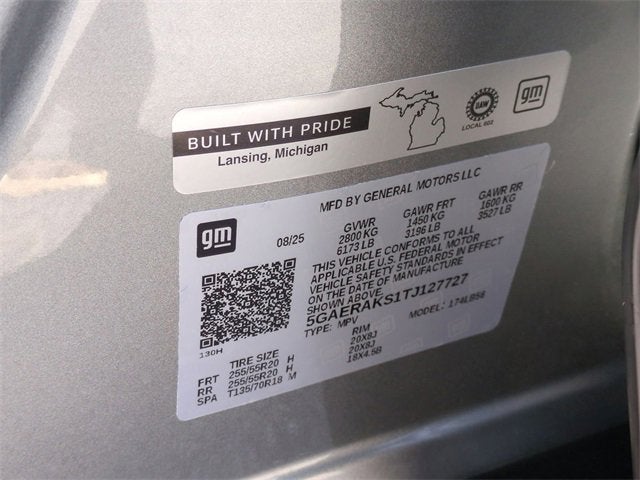 BUILT WITH PRIDE
Lansing, Michigan
UAW
LOCAL 602
gm
MFD BY GENERAL MOTORS LLC
gm
08/25
GVWR GAWR FRT GAWR RR
2800 KG 1450 KG 1600 KG
6173 LB 3196 LB 3527 LB
THIS VEHICLE CONFORMS TO ALL
APPLICABLE U.S. FEDERAL MOTOR
VEHICLE SAFETY STANDARDS IN EFFECT
ON THE DATE OF MANUFACTURE
SHOWN ABOVE.
5GAERAKS1TJ127727
TYPE: MPV MODEL: 174LB56
130H
TIRE SIZE RIM
FRT 255/55R20 H 20X8J
RR 255/55R20 H 20X8J
SPA T135/70R18 M 18X4.5B